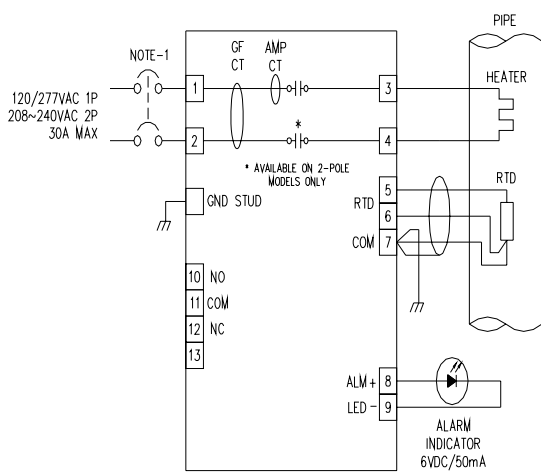 PIPE
NOTE-1
GF
CT
AMP
CT
HEATER
120/277VAC 1P
208~240VAC 2P
30A MAX
1
3
2
4
*
* AVAILABLE ON 2-POLE
MODELS ONLY
GND STUD
RTD
5
6
COM 7
RTD
10 NO
11 COM
12 NC
13
ALM + 8
LED - 9
ALARM
INDICATOR
6VDC/50mA